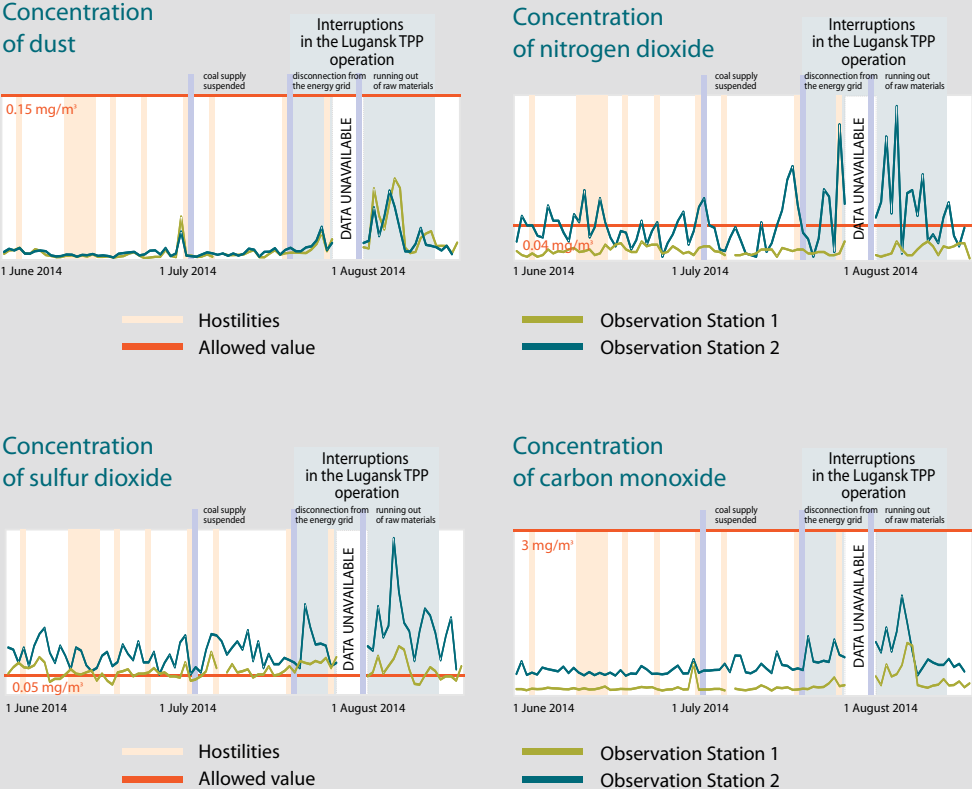 Concentration
of dust
Interruptions
in the Lugansk TPP
operation
coal supply
suspended
disconnection from
the energy grid
running out
of raw materials
0.15 mg/m³
DATA UNAVAILABLE
1 June 2014
1 July 2014
1 August 2014
Concentration
of nitrogen dioxide
Interruptions
in the Lugansk TPP
operation
coal supply
suspended
disconnection from
the energy grid
running out
of raw materials
0.04 mg/m³
DATA UNAVAILABLE
1 June 2014
1 July 2014
1 August 2014
Hostilities
Allowed value
Observation Station 1
Observation Station 2
Concentration
of sulfur dioxide
Interruptions
in the Lugansk TPP
operation
coal supply
suspended
disconnection from
the energy grid
running out
of raw materials
DATA UNAVAILABLE
0.05 mg/m³
1 June 2014
1 July 2014
1 August 2014
Concentration
of carbon monoxide
Interruptions
in the Lugansk TPP
operation
coal supply
suspended
disconnection from
the energy grid
running out
of raw materials
3 mg/m³
DATA UNAVAILABLE
1 June 2014
1 July 2014
1 August 2014
Hostilities
Allowed value
Observation Station 1
Observation Station 2